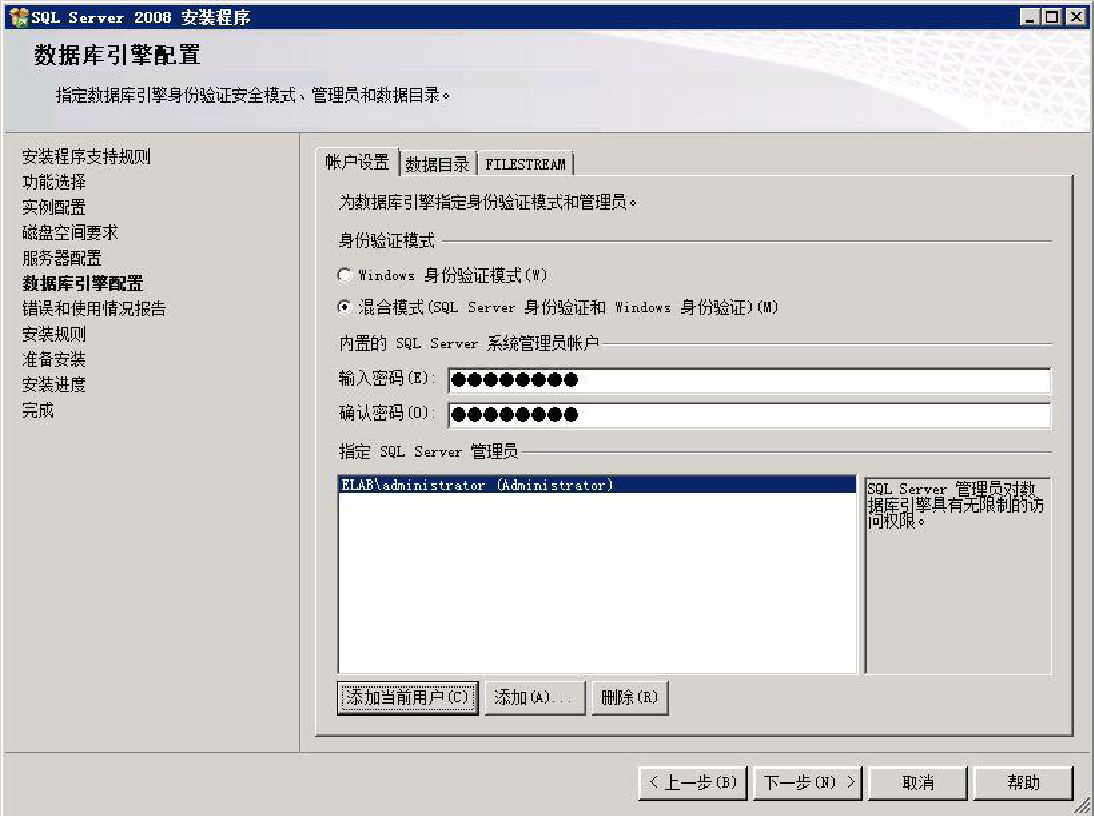 SQL Server 2008 安装程序
数据库引擎配置
指定数据库引擎身份验证安全模式、管理员和数据目录。
安装程序支持规则
功能选择
实例配置
磁盘空间要求
服务器配置
数据库引擎配置
错误和使用情况报告
安装规则
准备安装
安装进度
完成
帐户设置 数据目录 FILESTREAM
为数据库引擎指定身份验证模式和管理员。
身份验证模式
Windows 身份验证模式(W)
混合模式(SQL Server 身份验证和 Windows 身份验证)(M)
内置的 SQL Server 系统管理员帐户
输入密码(E): ●●●●●●●●
确认密码(O): ●●●●●●●●
指定 SQL Server 管理员
ELAB\administrator (Administrator)
SQL Server 管理员对数
据库引擎具有无限制的访
问权限。
添加当前用户(C) 添加(A)... 删除(R)
< 上一步(B) 下一步(N) > 取消 帮助